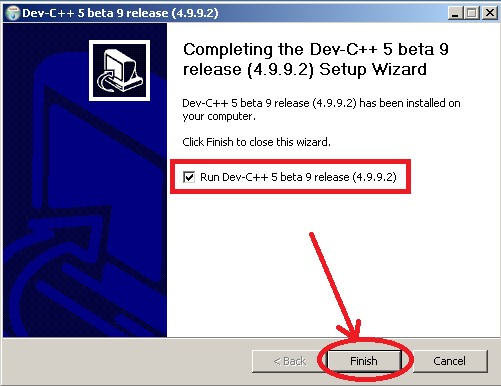 Dev-C++ 5 beta 9 release (4.9.9.2)
Completing the Dev-C++ 5 beta 9
release (4.9.9.2) Setup Wizard
Dev-C++ 5 beta 9 release (4.9.9.2) has been installed on
your computer.
Click Finish to close this wizard.
Run Dev-C++ 5 beta 9 release (4.9.9.2)
< Back Finish Cancel